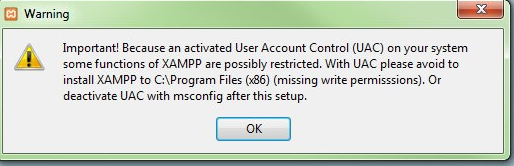 Warning
Important! Because an activated User Account Control (UAC) on your system
some functions of XAMPP are possibly restricted. With UAC please avoid to
install XAMPP to C:\Program Files (x86) (missing write permisssions). Or
deactivate UAC with msconfig after this setup.
OK